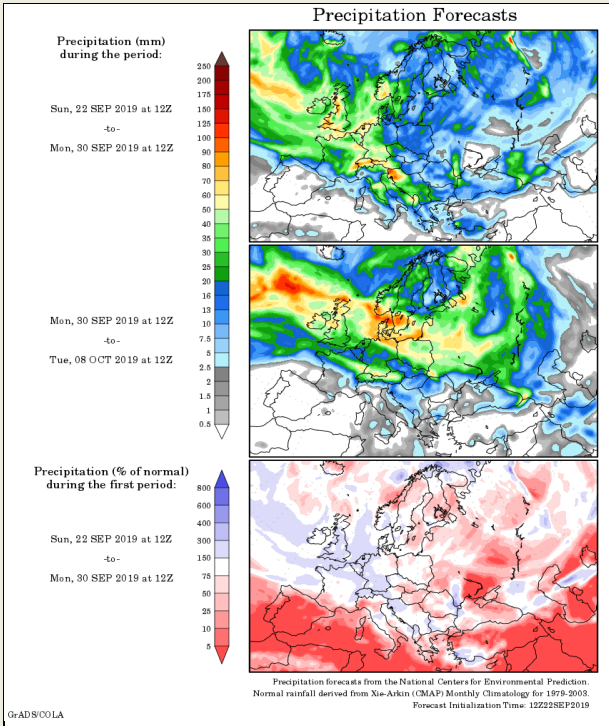 Precipitation Forecasts
Precipitation (mm)
during the period:
Sun, 22 SEP 2019 at 12Z
-to-
Mon, 30 SEP 2019 at 12Z
250
200
175
150
125
100
90
80
70
60
50
40
35
30
25
20
16
13
10
7.5
5
2.5
2
1.5
1
0.5
Mon, 30 SEP 2019 at 12Z
-to-
Tue, 08 OCT 2019 at 12Z
Precipitation (% of normal)
during the first period:
Sun, 22 SEP 2019 at 12Z
-to-
Mon, 30 SEP 2019 at 12Z
800
600
400
300
150
75
50
25
10
5
Precipitation forecasts from the National Centers for Environmental Prediction.
Normal rainfall derived from Xie-Arkin (CMAP) Monthly Climatology for 1979-2003.
Forecast Initialization Time: 12Z22SEP2019
GrADS/COLA